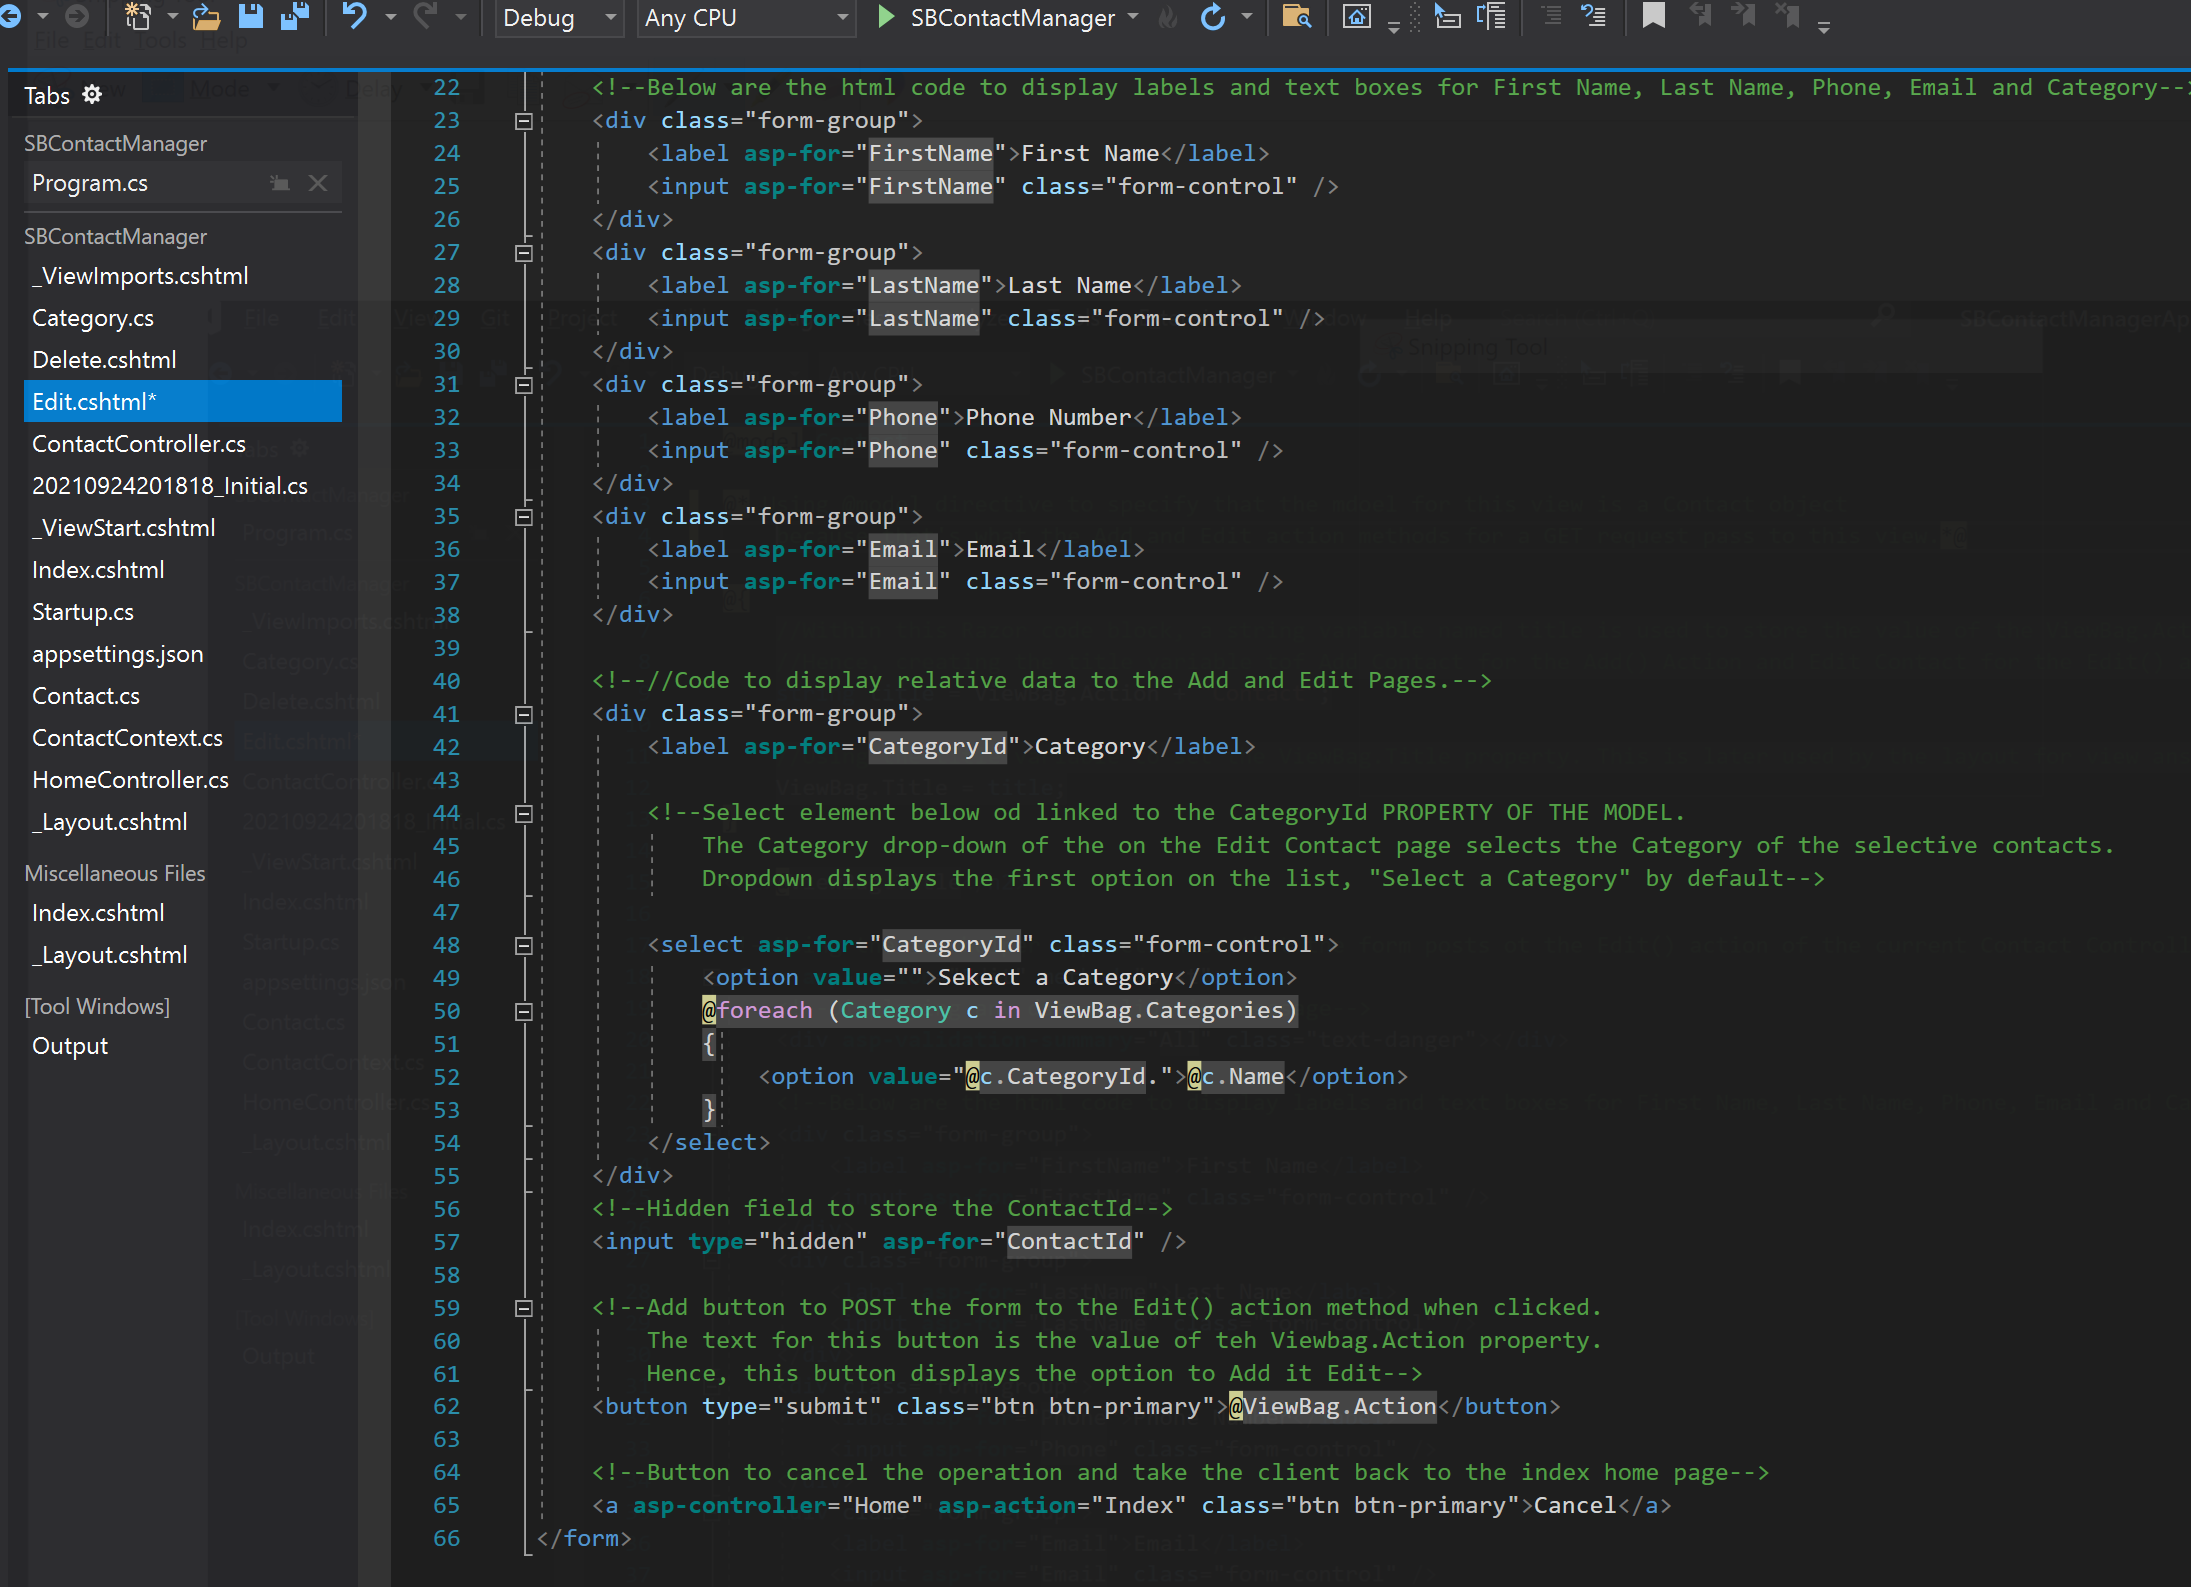 Debug
Any CPU
SBContactManager
File Edit Tools Help
Tabs
SBContactManager
Program.cs
SBContactManager
_ViewImports.cshtml
Category.cs
Delete.cshtml
Edit.cshtml*
ContactController.cs
20210924201818_Initial.cs
_ViewStart.cshtml
Index.cshtml
Startup.cs
appsettings.json
Contact.cs
ContactContext.cs
HomeController.cs
_Layout.cshtml
Miscellaneous Files
Index.cshtml
_Layout.cshtml
[Tool Windows]
Output
22 <!--Below are the html code to display labels and text boxes for First Name, Last Name, Phone, Email and Category-->
23 <div class="form-group">
24 <label asp-for="FirstName">First Name</label>
25 <input asp-for="FirstName" class="form-control" />
26 </div>
27 <div class="form-group">
28 <label asp-for="LastName">Last Name</label>
29 <input asp-for="LastName" class="form-control" />
30 </div>
31 <div class="form-group">
32 <label asp-for="Phone">Phone Number</label>
33 <input asp-for="Phone" class="form-control" />
34 </div>
35 <div class="form-group">
36 <label asp-for="Email">Email</label>
37 <input asp-for="Email" class="form-control" />
38 </div>
39
40 <!--//Code to display relative data to the Add and Edit Pages.-->
41 <div class="form-group">
42 <label asp-for="CategoryId">Category</label>
43
44 <!--Select element below od linked to the CategoryId PROPERTY OF THE MODEL.
45 The Category drop-down of the on the Edit Contact page selects the Category of the selective contacts.
46 Dropdown displays the first option on the list, "Select a Category" by default-->
47
48 <select asp-for="CategoryId" class="form-control">
49 <option value="">Sekect a Category</option>
50 @foreach (Category c in ViewBag.Categories)
51 {
52 <option value="@c.CategoryId.">@c.Name</option>
53 }
54 </select>
55 </div>
56 <!--Hidden field to store the ContactId-->
57 <input type="hidden" asp-for="ContactId" />
58
59 <!--Add button to POST the form to the Edit() action method when clicked.
60 The text for this button is the value of teh Viewbag.Action property.
61 Hence, this button displays the option to Add it Edit-->
62 <button type="submit" class="btn btn-primary">@ViewBag.Action</button>
63
64 <!--Button to cancel the operation and take the client back to the index home page-->
65 <a asp-controller="Home" asp-action="Index" class="btn btn-primary">Cancel</a>
66 </form>